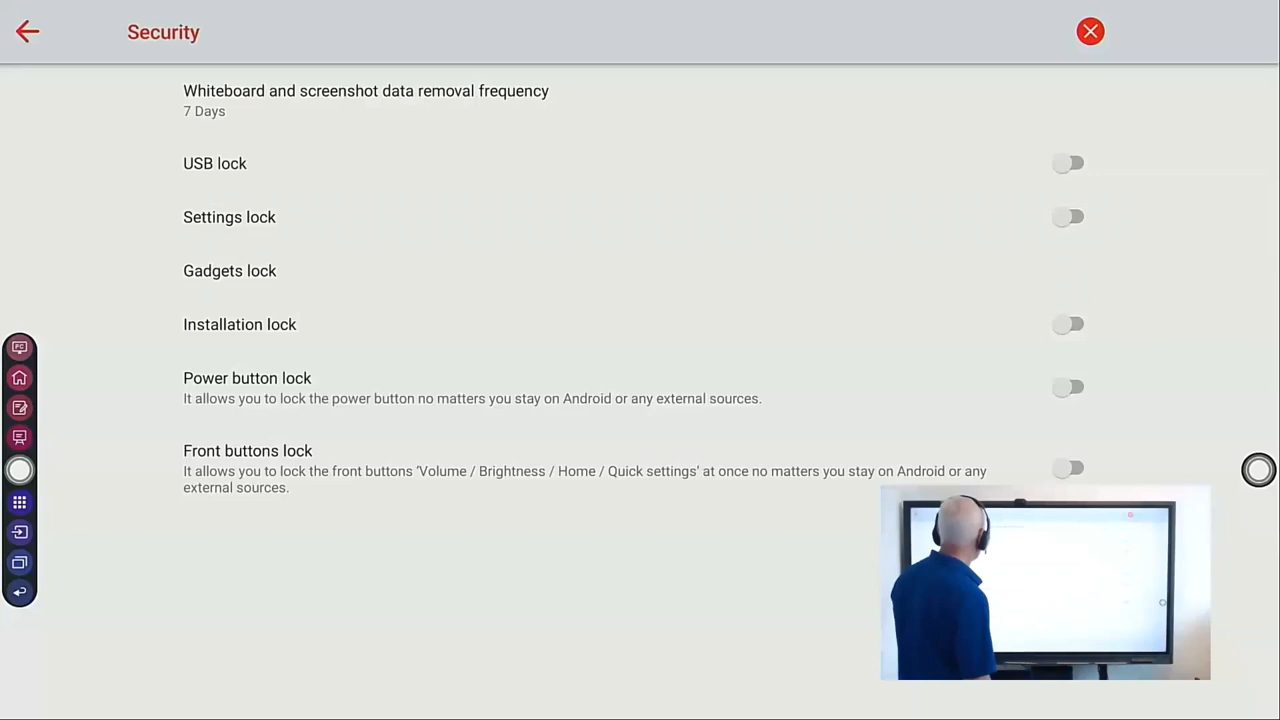 Security
Whiteboard and screenshot data removal frequency
7 Days
USB lock
Settings lock
Gadgets lock
Installation lock
Power button lock
It allows you to lock the power button no matters you stay on Android or any external sources.
Front buttons lock
It allows you to lock the front buttons ‘Volume / Brightness / Home / Quick settings’ at once no matters you stay on Android or any
external sources.
PC